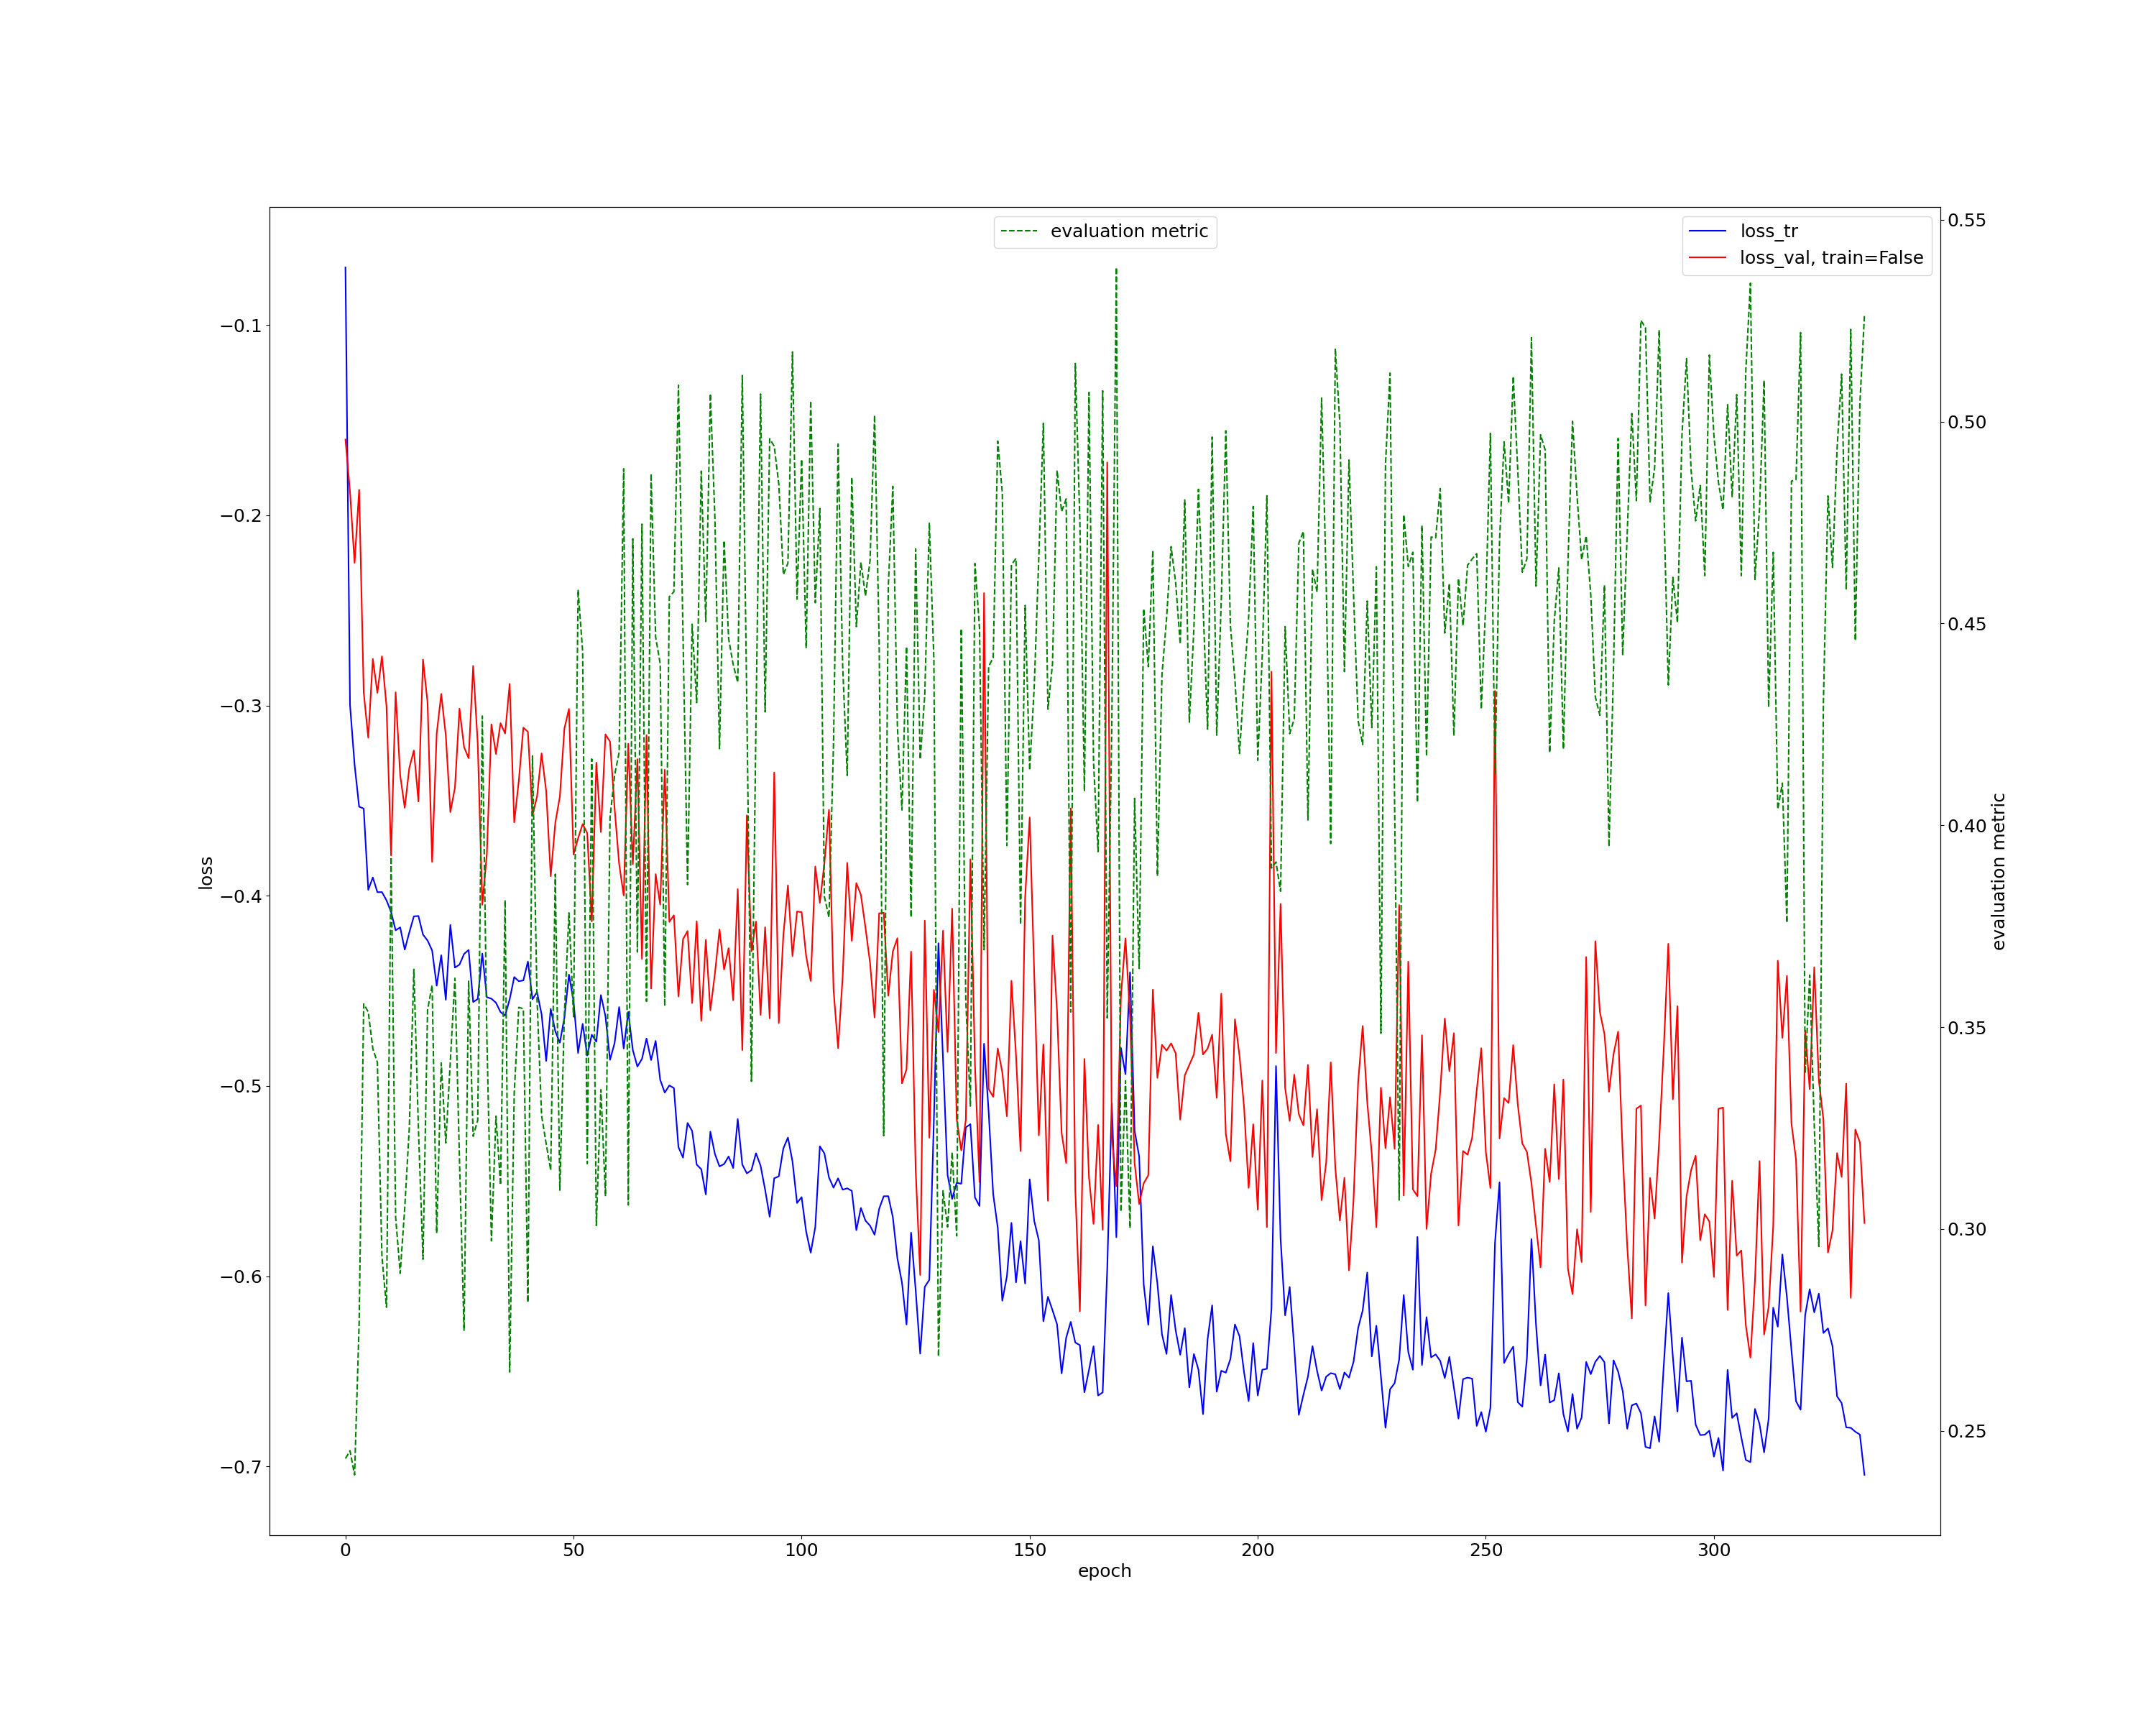 evaluation metric
loss_tr
loss_val, train=False
0.55
−0.1
0.50
−0.2
0.45
−0.3
0.40
loss
evaluation metric
−0.4
0.35
−0.5
0.30
−0.6
0.25
−0.7
0 50 100 150 200 250 300
epoch